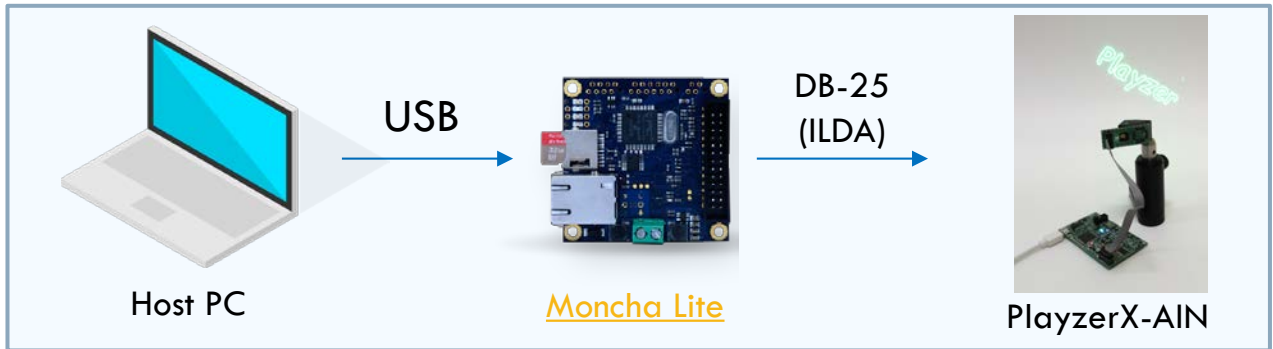 USB
DB-25
(ILDA)
Playzer
Host PC
Moncha Lite
PlayzerX-AIN